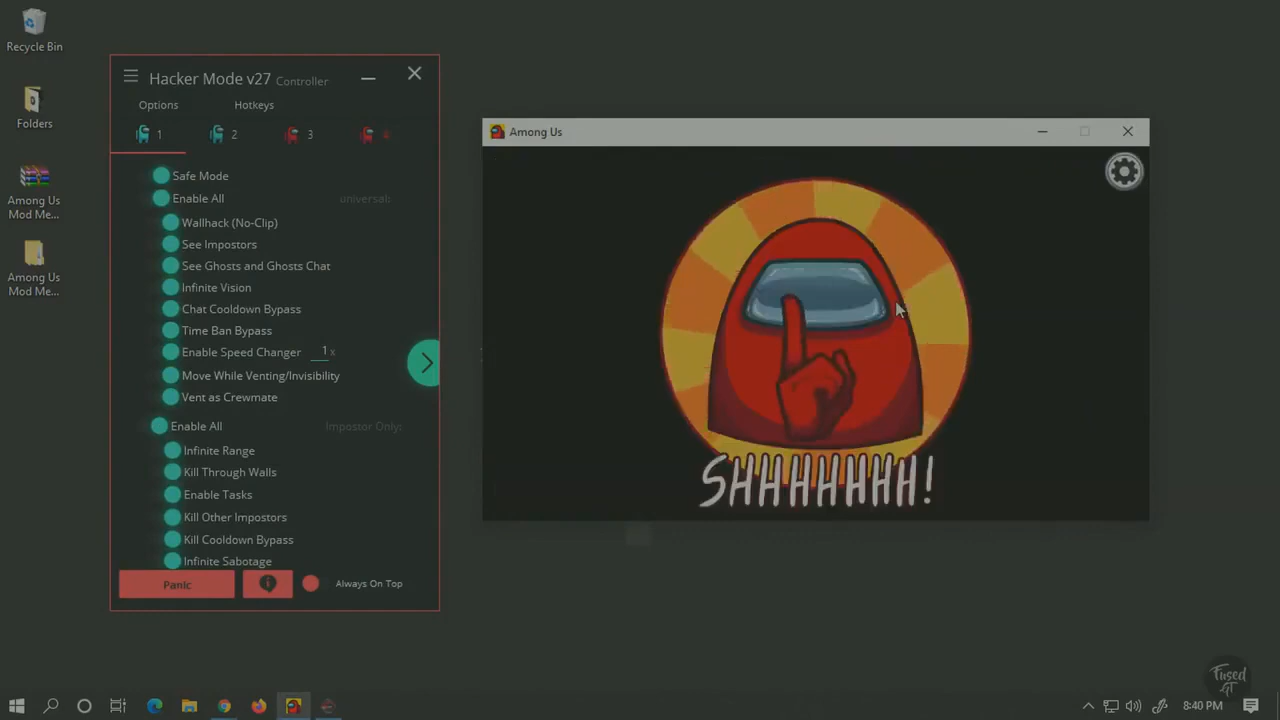 Recycle Bin
Folders
Among Us
Mod Me...
Among Us
Mod Me...
Hacker Mode v27 Controller
Options Hotkeys
1 2 3 4
Safe Mode
Enable All universal:
Wallhack (No-Clip)
See Impostors
See Ghosts and Ghosts Chat
Infinite Vision
Chat Cooldown Bypass
Time Ban Bypass
Enable Speed Changer 1 x
Move While Venting/Invisibility
Vent as Crewmate
Enable All Impostor Only:
Infinite Range
Kill Through Walls
Enable Tasks
Kill Other Impostors
Kill Cooldown Bypass
Infinite Sabotage
Panic
Always On Top
Among Us
SHHHHHHH!
Fused
GT
8:40 PM